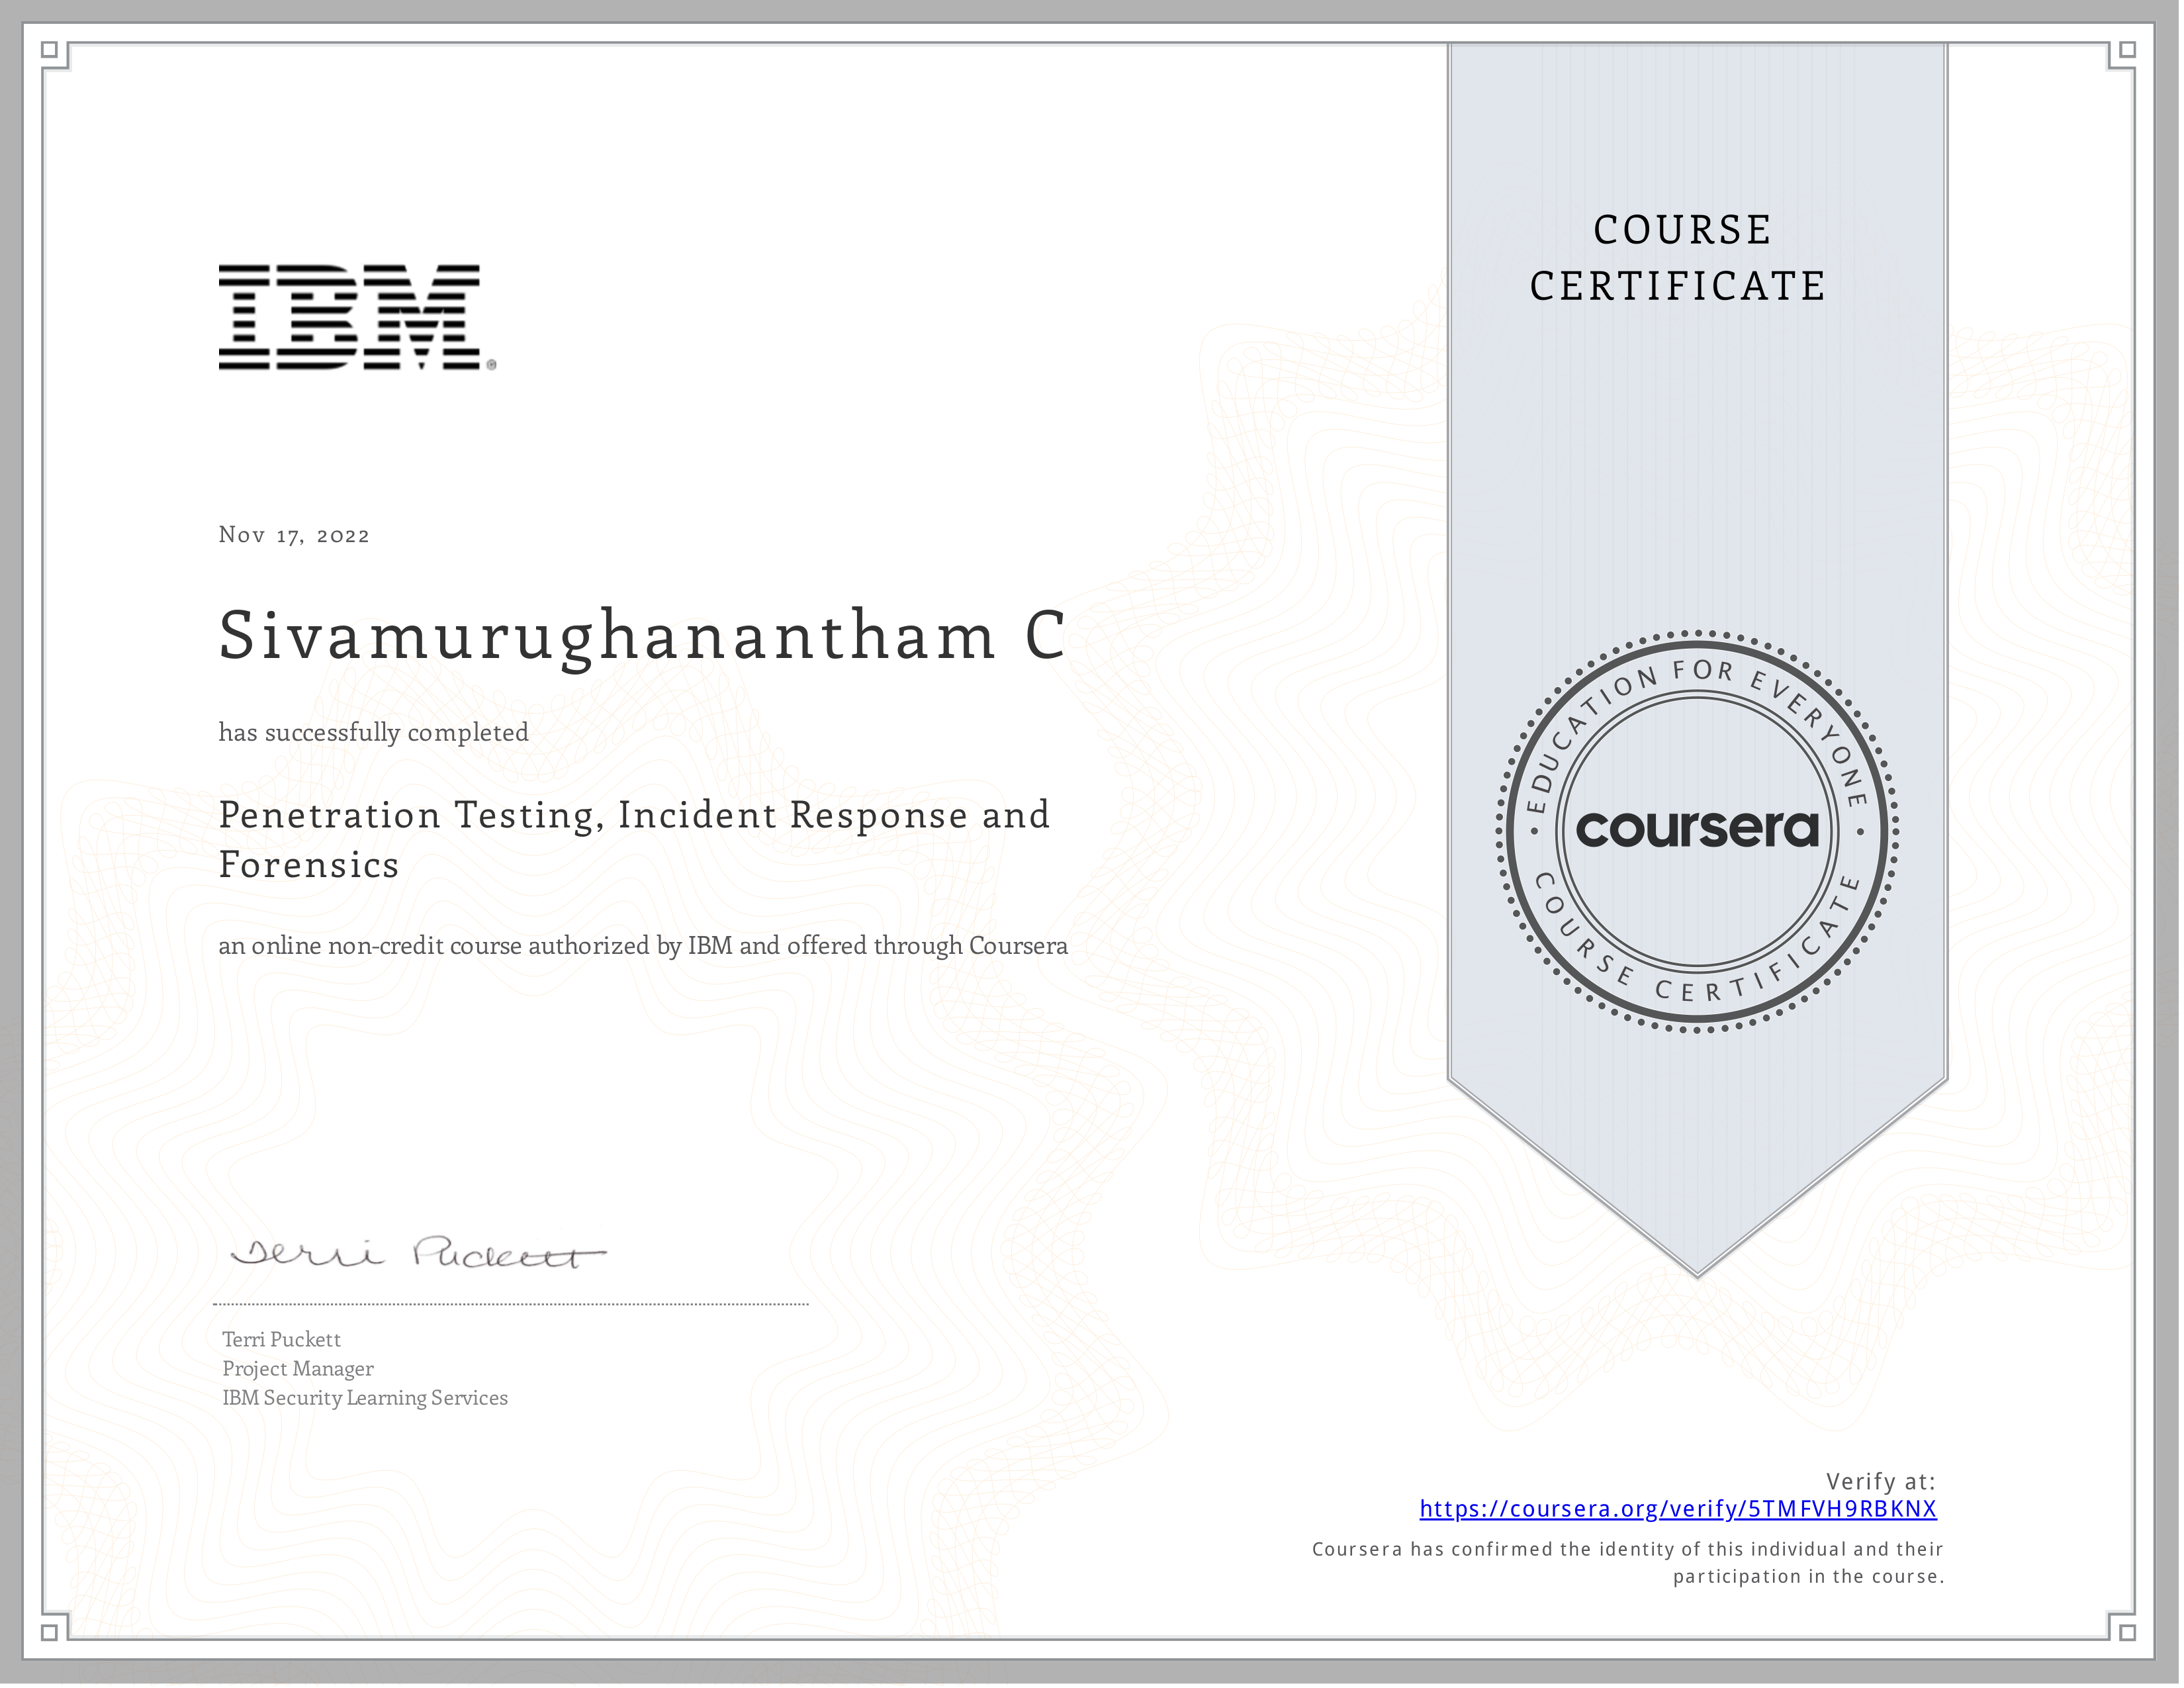 IBM®
COURSE
CERTIFICATE
Nov 17, 2022
Sivamurughanantham C
has successfully completed
Penetration Testing, Incident Response and
Forensics
an online non-credit course authorized by IBM and offered through Coursera
EDUCATION FOR EVERYONE
coursera
COURSE CERTIFICATE
Terri Puckett
Terri Puckett
Project Manager
IBM Security Learning Services
Verify at:
https://coursera.org/verify/5TMFVH9RBKNX
Coursera has confirmed the identity of this individual and their
participation in the course.